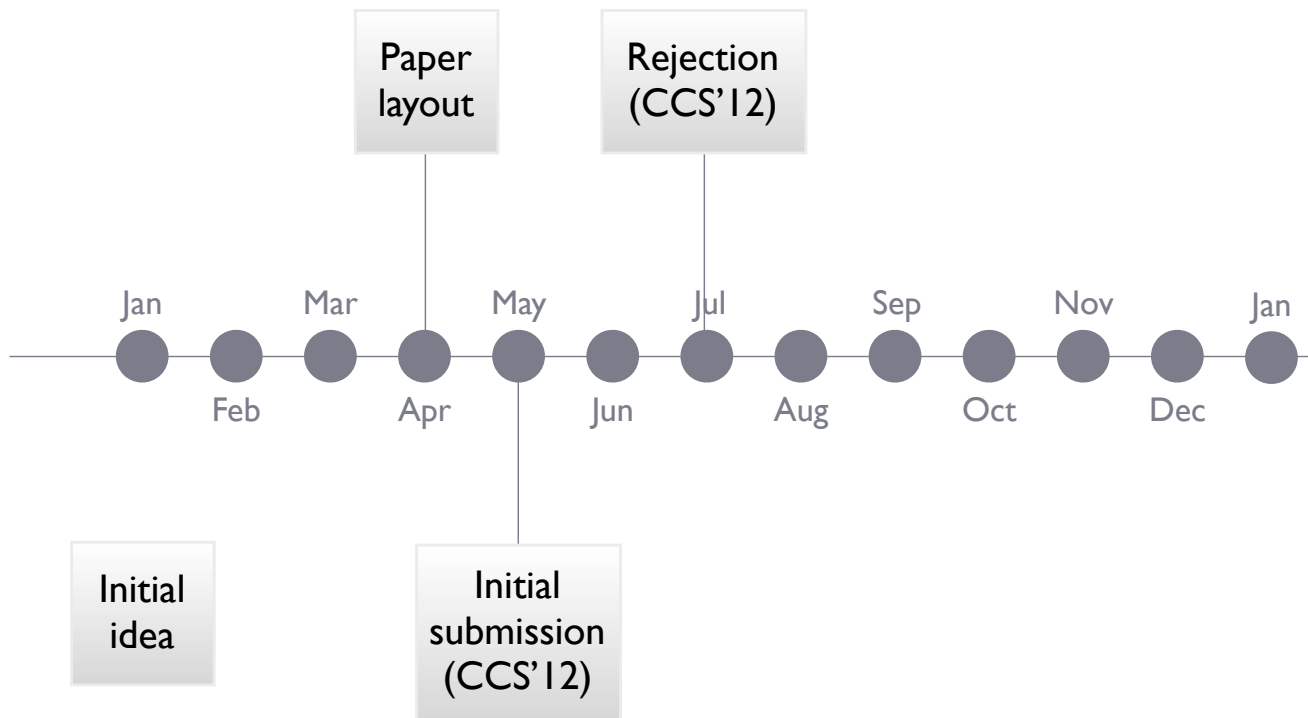 Paper
layout
Rejection
(CCS'12)
Jan
Mar
May
Jul
Sep
Nov
Jan
Feb
Apr
Jun
Aug
Oct
Dec
Initial
idea
Initial
submission
(CCS'12)